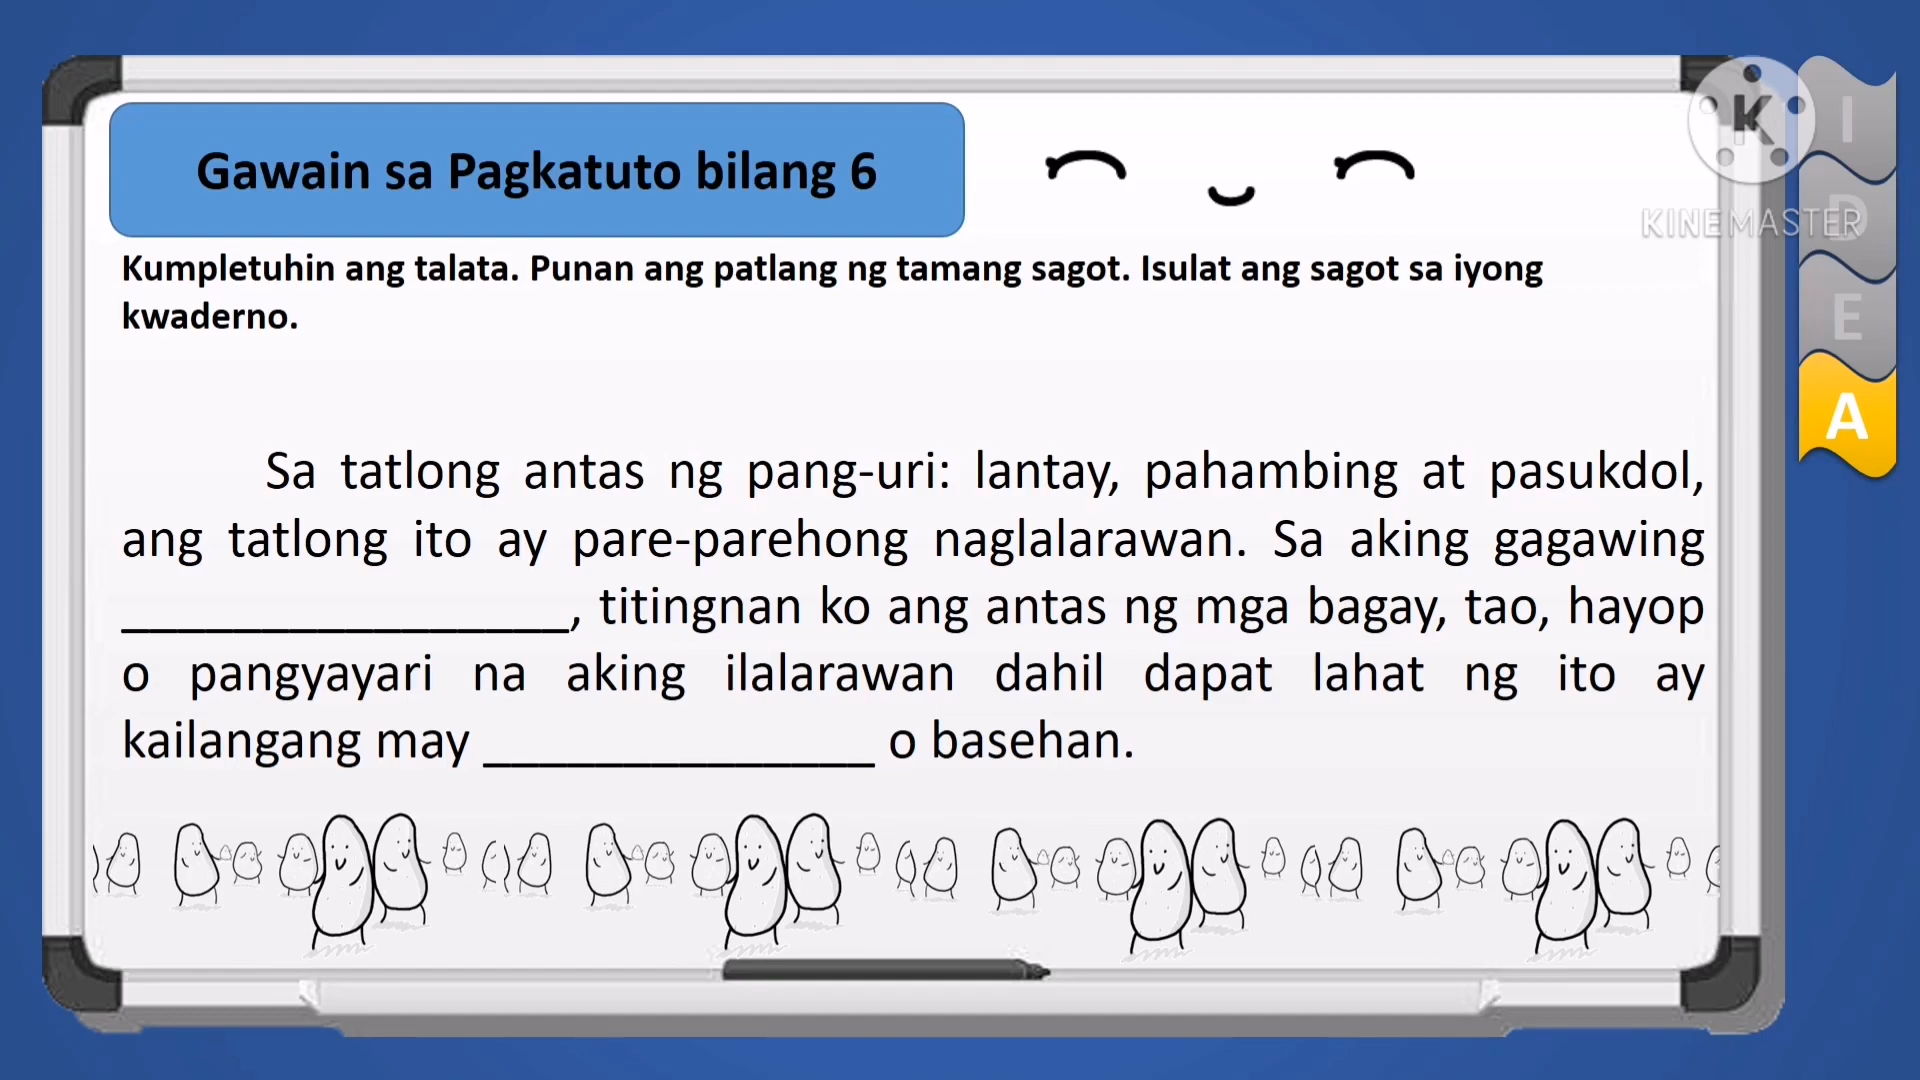 Gawain sa Pagkatuto bilang 6
K
KINEMASTER
I
D
E
A
Kumpletuhin ang talata. Punan ang patlang ng tamang sagot. Isulat ang sagot sa iyong
kwaderno.
Sa tatlong antas ng pang-uri: lantay, pahambing at pasukdol,
ang tatlong ito ay pare-parehong naglalarawan. Sa aking gagawing
________________, titingnan ko ang antas ng mga bagay, tao, hayop
o pangyayari na aking ilalarawan dahil dapat lahat ng ito ay
kailangang may ______________ o basehan.